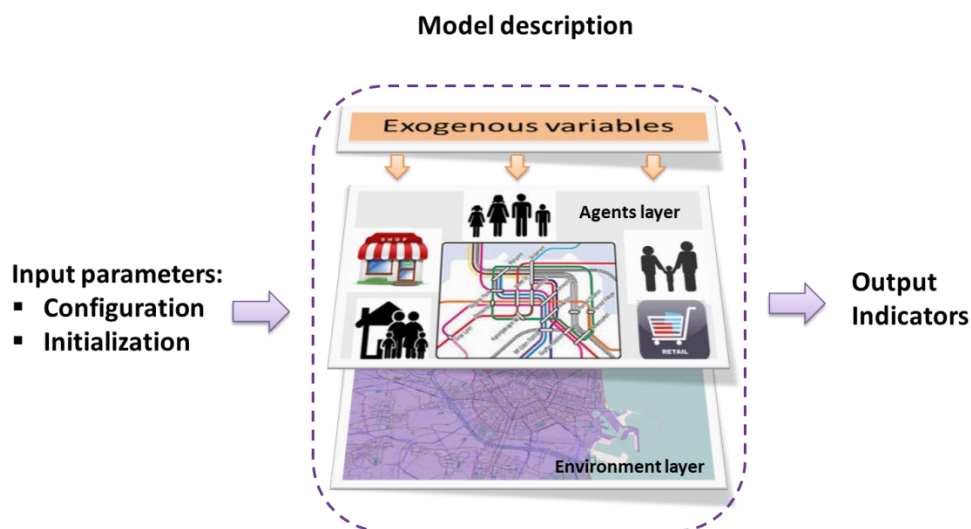 Model description
Exogenous variables
Agents layer
SHOP
RETAIL
Input parameters:
▪ Configuration
▪ Initialization
Output
Indicators
Environment layer